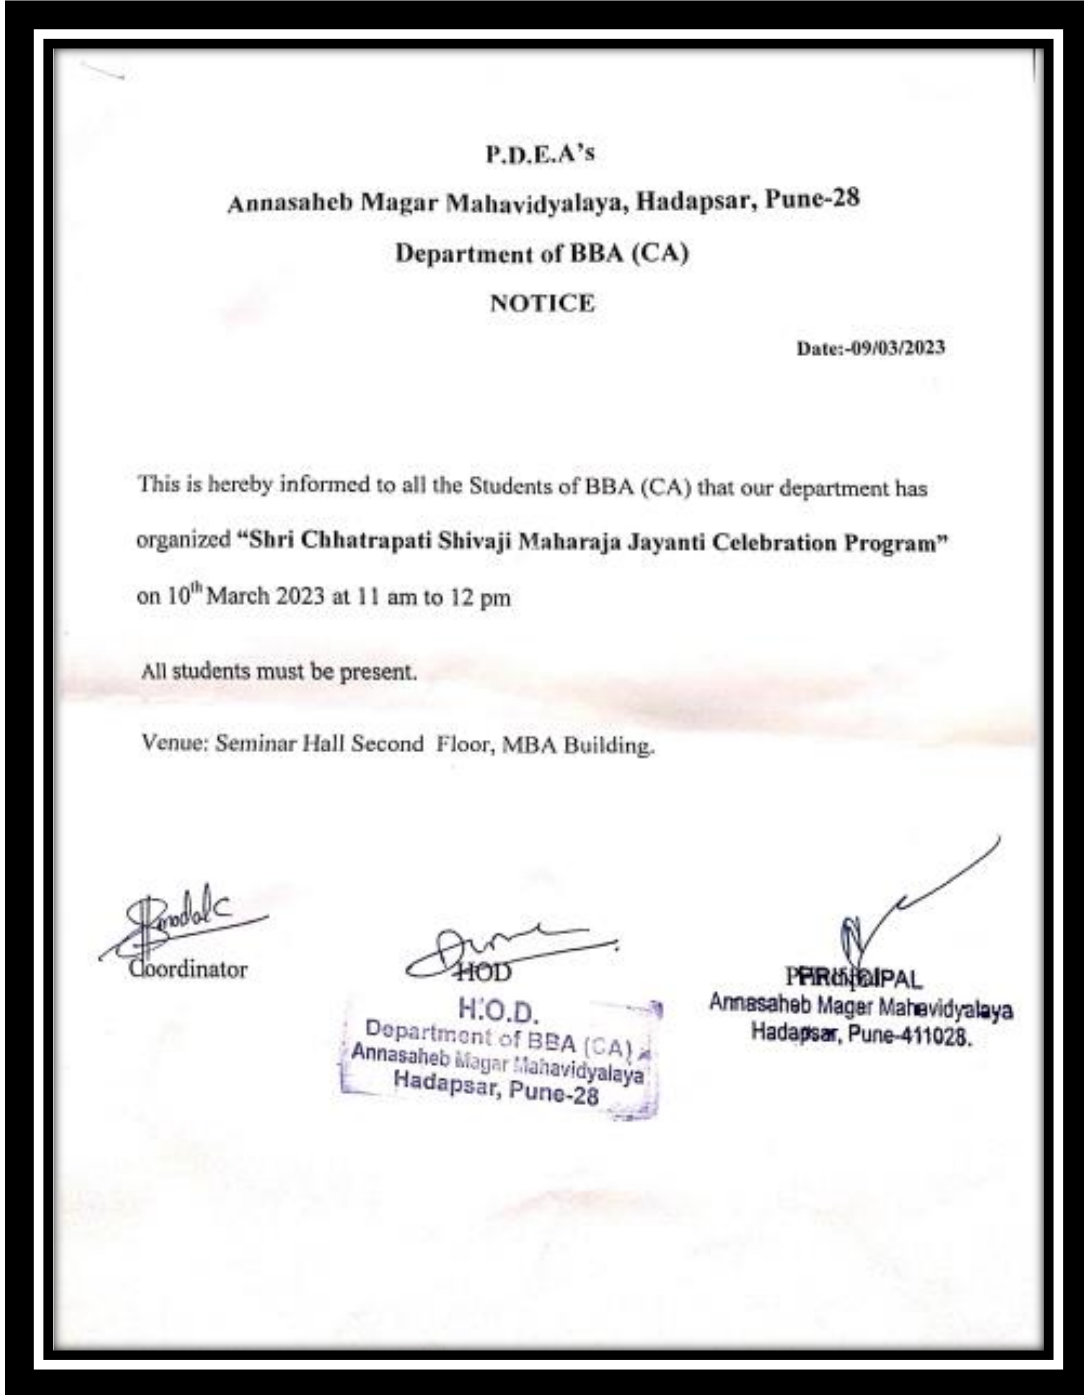 P.D.E.A's
Annasaheb Magar Mahavidyalaya, Hadapsar, Pune-28
Department of BBA (CA)
NOTICE
Date:-09/03/2023
This is hereby informed to all the Students of BBA (CA) that our department has
organized “Shri Chhatrapati Shivaji Maharaja Jayanti Celebration Program”
on 10th March 2023 at 11 am to 12 pm
All students must be present.
Venue: Seminar Hall Second Floor, MBA Building.
Coordinator
HOD
H.O.D.
Department of BBA (CA)
Annasaheb Magar Mahavidyalaya
Hadapsar, Pune-28
PRINCIPAL
Annasaheb Magar Mahavidyalaya
Hadapsar, Pune-411028.